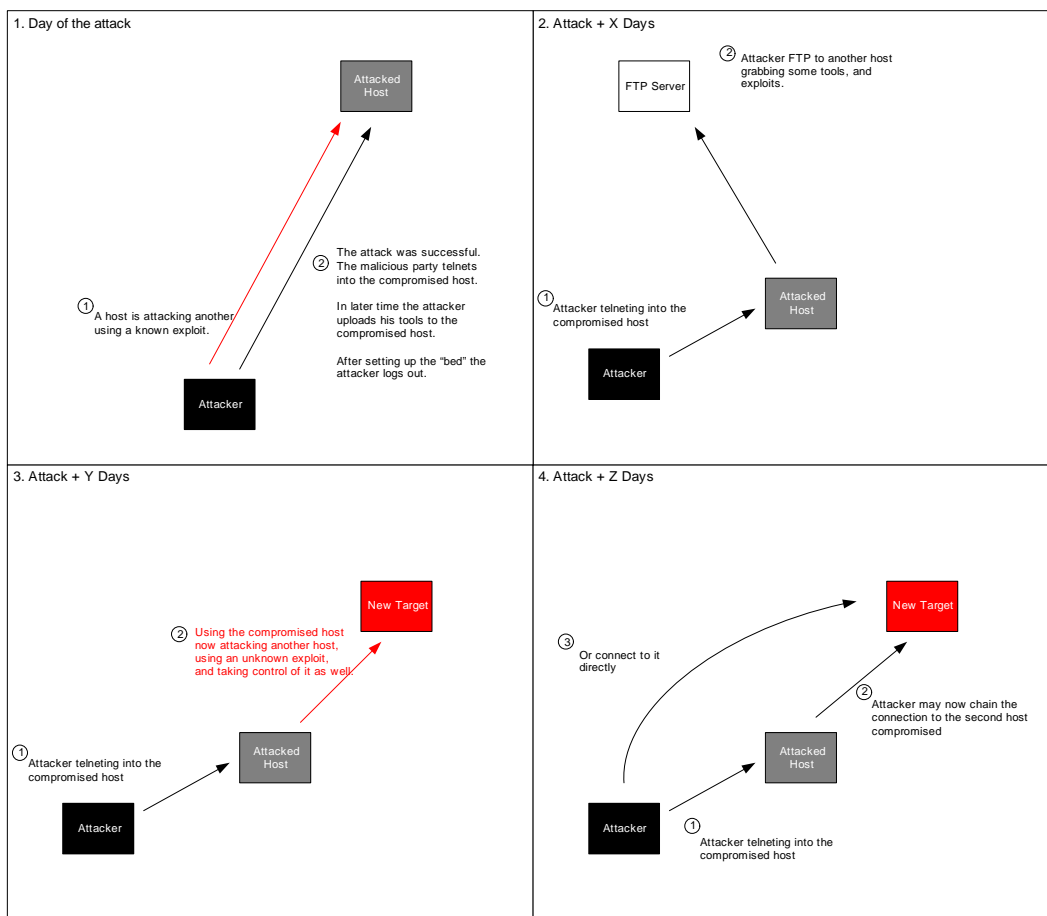 1. Day of the attack
Attacked
Host
2
The attack was successful.
The malicious party telnets
into the compromised host.
In later time the attacker
uploads his tools to the
compromised host.
After setting up the “bed” the
attacker logs out.
1
A host is attacking another
using a known exploit.
Attacker
2. Attack + X Days
2
Attacker FTP to another host
grabbing some tools, and
exploits.
FTP Server
1
Attacker telneting into the
compromised host
Attacked
Host
Attacker
3. Attack + Y Days
New Target
2
Using the compromised host
now attacking another host,
using an unknown exploit,
and taking control of it as well.
1
Attacker telneting into the
compromised host
Attacked
Host
Attacker
4. Attack + Z Days
New Target
3
Or connect to it
directly
2
Attacker may now chain the
connection to the second host
compromised
Attacked
Host
Attacker
1
Attacker telneting into the
compromised host